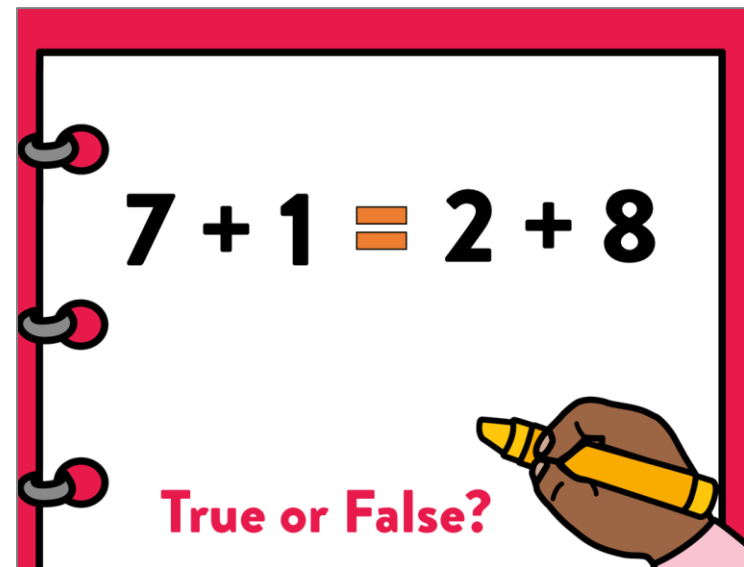 7 + 1 = 2 + 8
True or False?